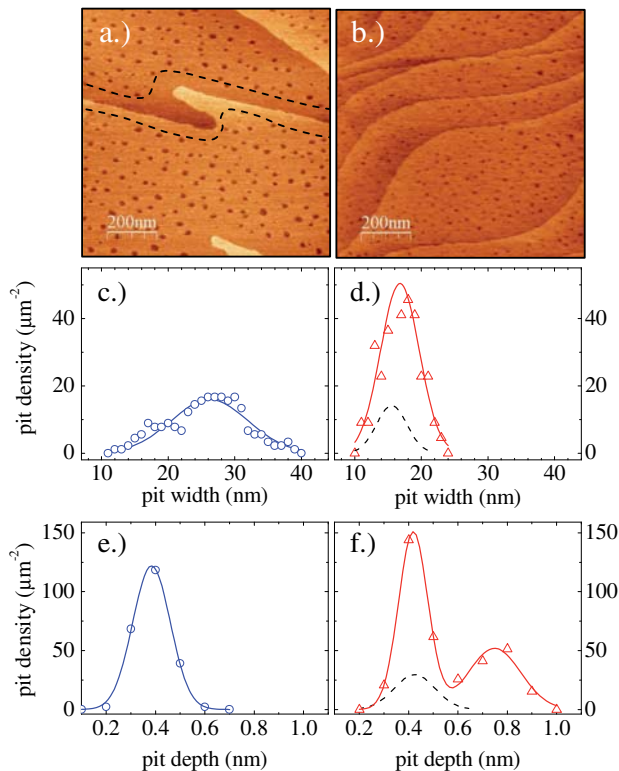 a.)
b.)
200nm
200nm
c.)
d.)
40
20
0
40
20
0
pit density (μm⁻²)
10 20 30 40
10 20 30 40
pit width (nm)
pit width (nm)
e.)
f.)
150
100
50
0
150
100
50
0
pit density (μm⁻²)
0.2 0.4 0.6 0.8 1.0
0.2 0.4 0.6 0.8 1.0
pit depth (nm)
pit depth (nm)